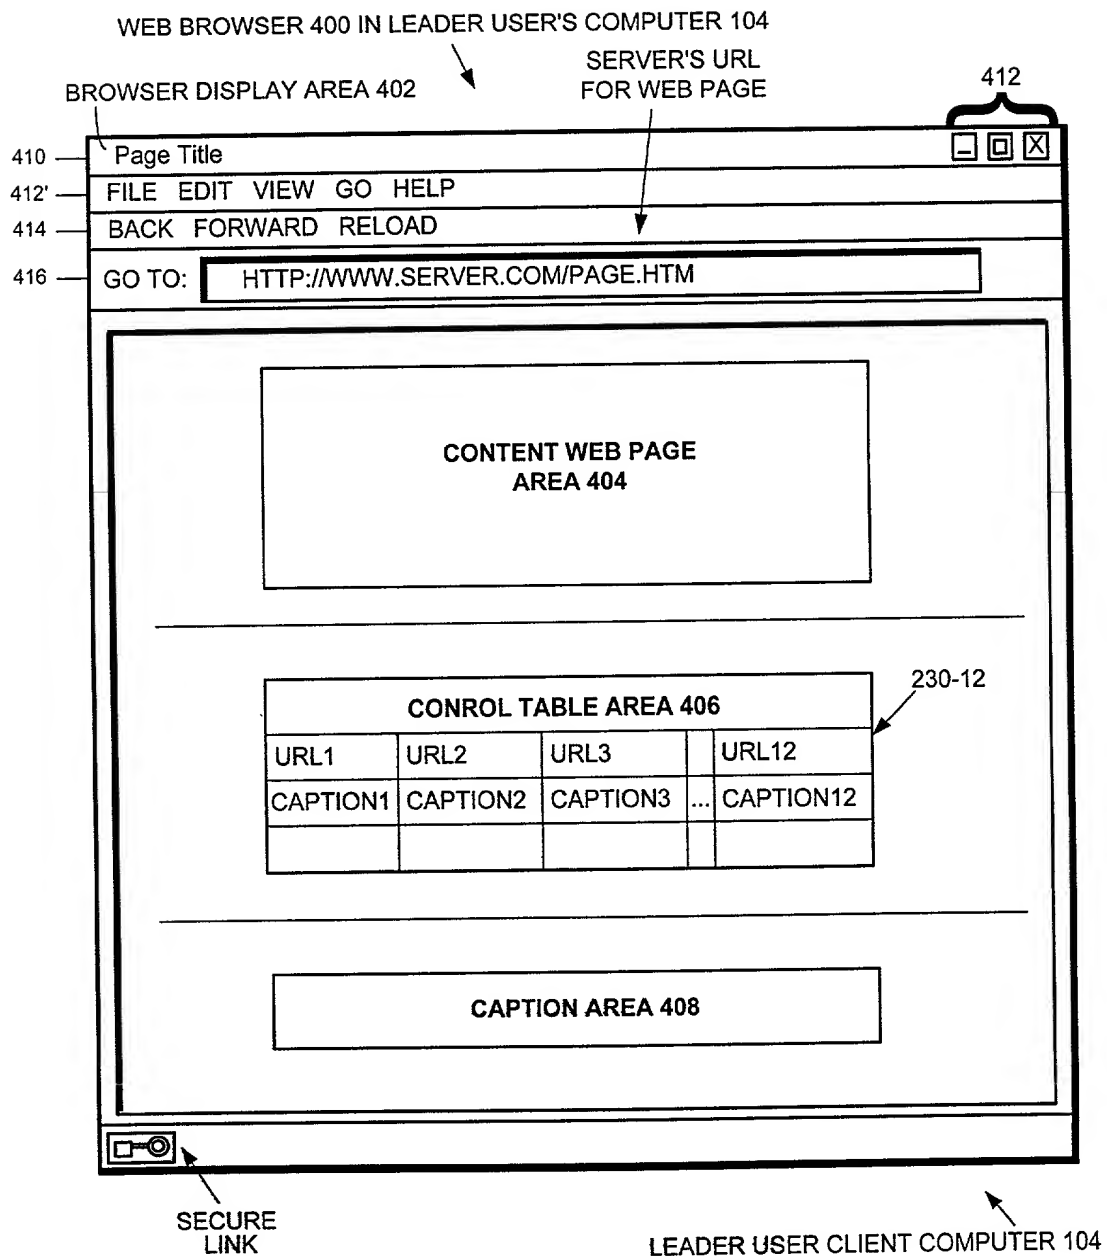 WEB BROWSER 400 IN LEADER USER'S COMPUTER 104
SERVER'S URL
FOR WEB PAGE
412
BROWSER DISPLAY AREA 402
410
Page Title
412'
FILE EDIT VIEW GO HELP
414
BACK FORWARD RELOAD
416
GO TO: HTTP://WWW.SERVER.COM/PAGE.HTM
CONTENT WEB PAGE
AREA 404
230-12
CONROL TABLE AREA 406
URL1 URL2 URL3 URL12
CAPTION1 CAPTION2 CAPTION3 ... CAPTION12
CAPTION AREA 408
SECURE
LINK
LEADER USER CLIENT COMPUTER 104